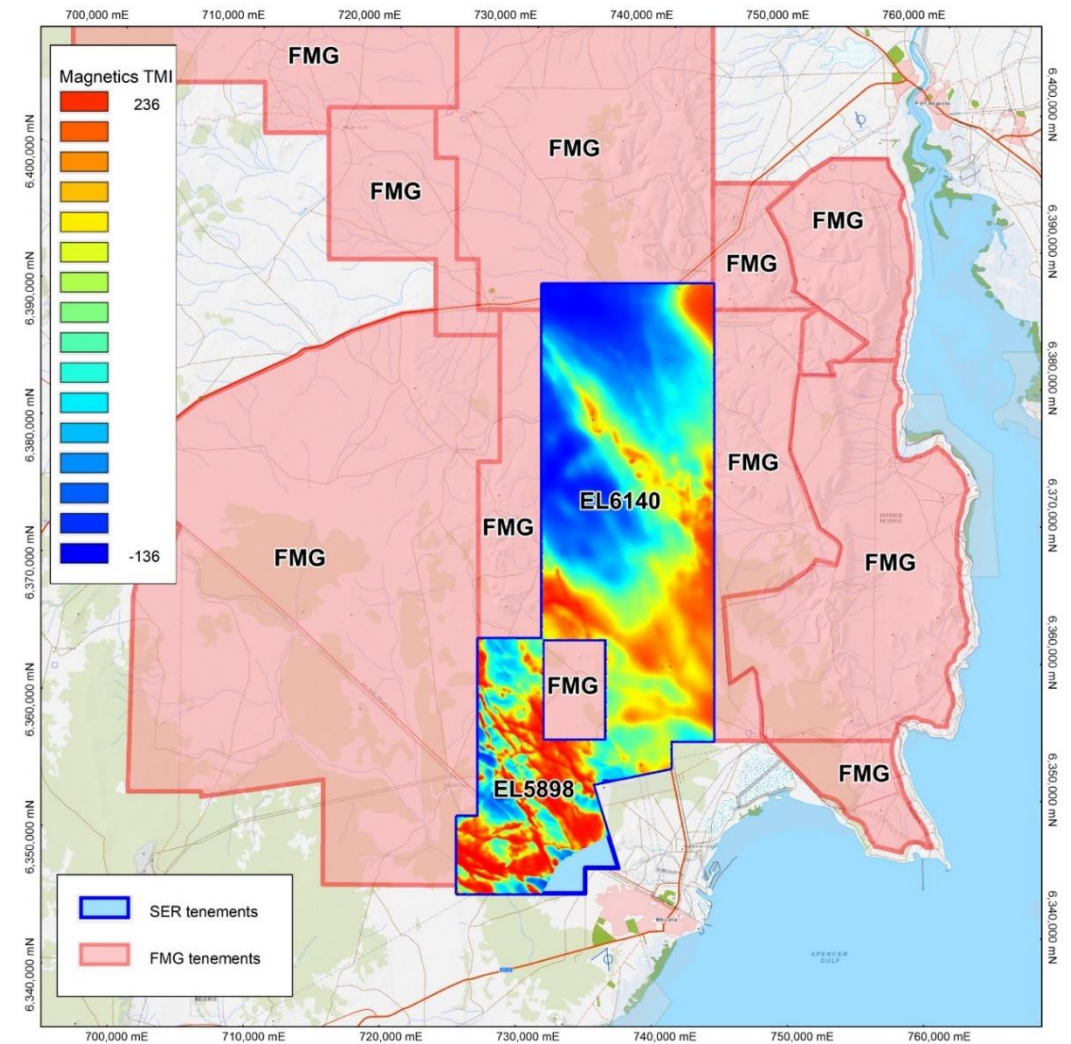 700,000 mE 710,000 mE 720,000 mE 730,000 mE 740,000 mE 750,000 mE 760,000 mE
Magnetics TMI
236
-136
FMG
FMG
FMG
FMG
FMG
EL6140
FMG
FMG
FMG
FMG
FMG
EL5898
FMG
SER tenements
FMG tenements
DEFENCE
RESERVE
SPENCER
GULF
RESERVE
6,400,000 mN
6,390,000 mN
6,380,000 mN
6,370,000 mN
6,360,000 mN
6,350,000 mN
6,340,000 mN
6,400,000 mN
6,390,000 mN
6,380,000 mN
6,370,000 mN
6,360,000 mN
6,350,000 mN
6,340,000 mN
700,000 mE 710,000 mE 720,000 mE 730,000 mE 740,000 mE 750,000 mE 760,000 mE